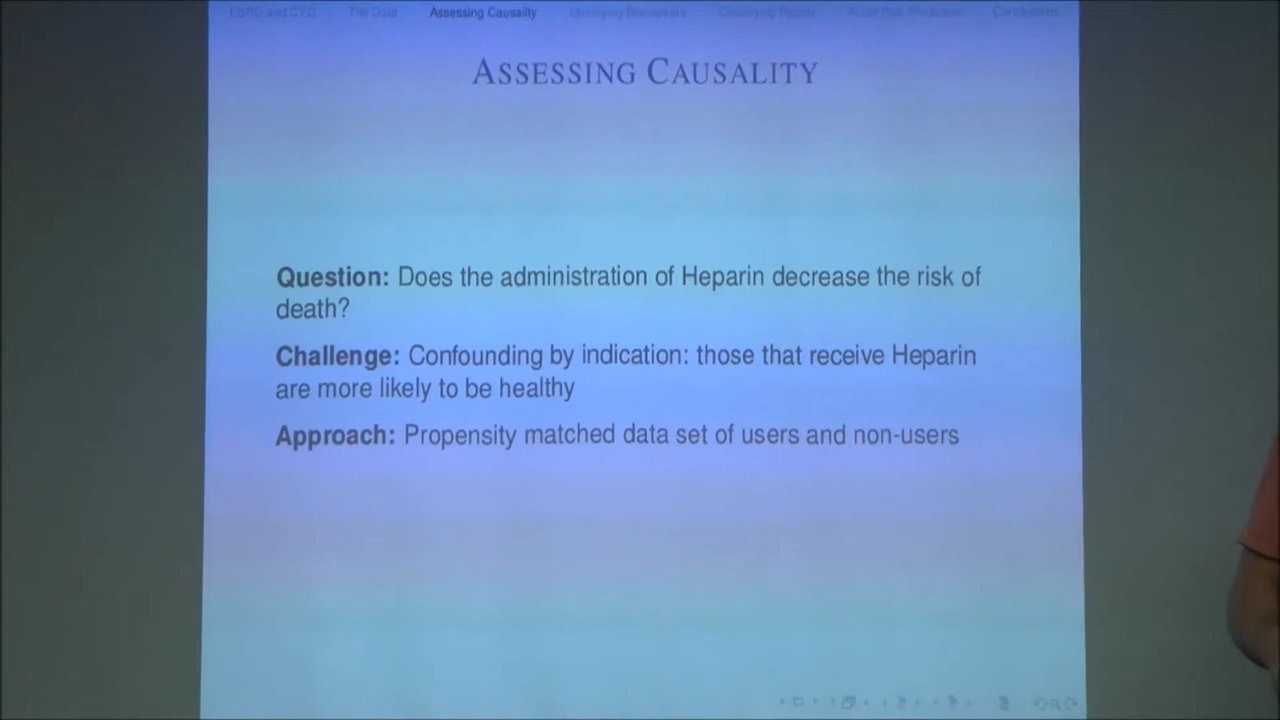 ESRD and CVD The Data Assessing Causality Identifying Biomarkers Classifying People Acute Risk Prediction Conclusions
ASSESSING CAUSALITY
Question: Does the administration of Heparin decrease the risk of
death?
Challenge: Confounding by indication: those that receive Heparin
are more likely to be healthy
Approach: Propensity matched data set of users and non-users